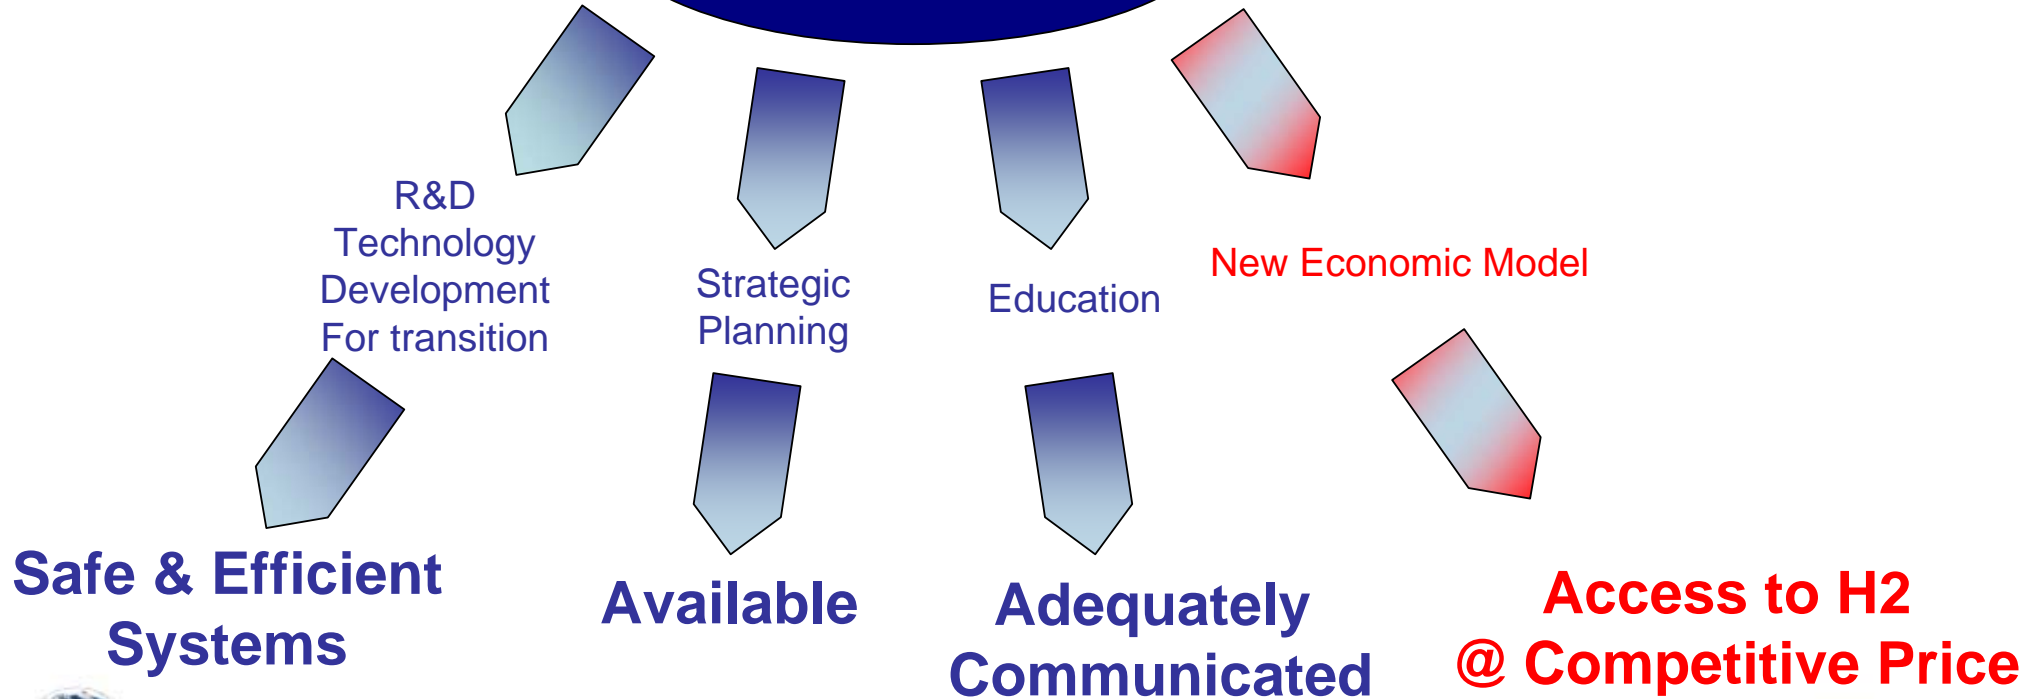 R&D
Technology
Development
For transition
Strategic
Planning
Education
New Economic Model
Safe & Efficient
Systems
Available
Adequately
Communicated
Access to H2
@ Competitive Price